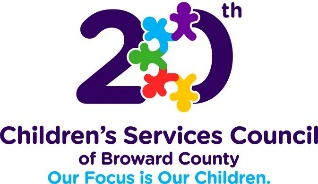 20th
Children's Services Council
of Broward County
Our Focus is Our Children.